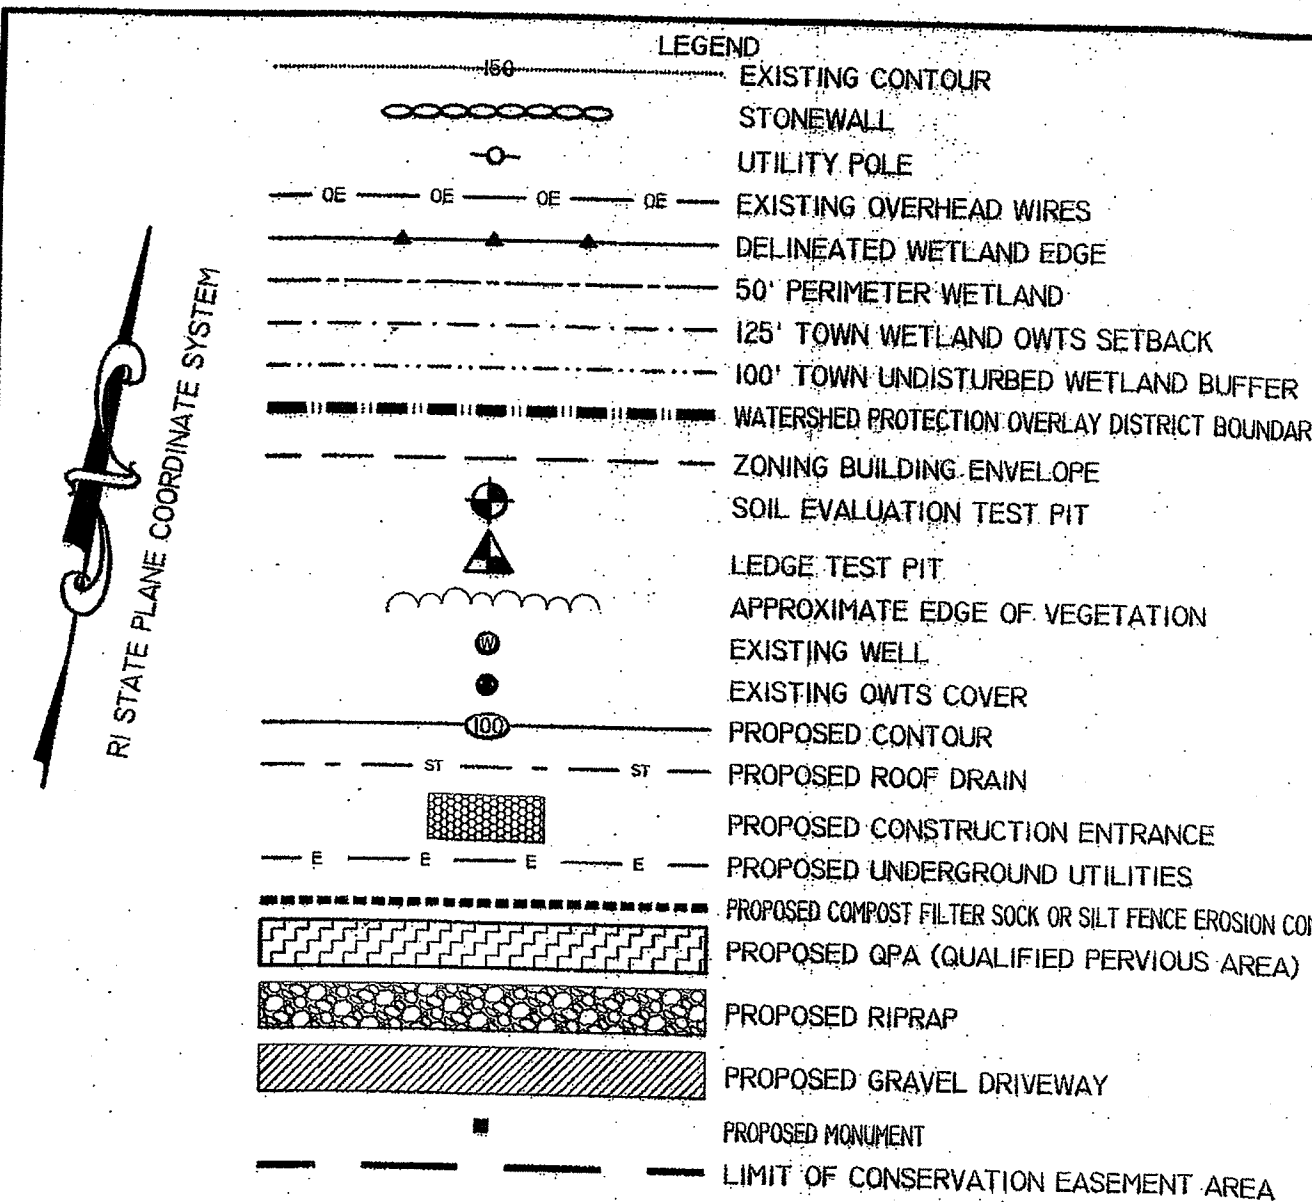 LEGEND
150 EXISTING CONTOUR
STONEWALL
UTILITY POLE
OE OE OE OE EXISTING OVERHEAD WIRES
DELINEATED WETLAND EDGE
50' PERIMETER WETLAND
125' TOWN WETLAND OWTS SETBACK
100' TOWN UNDISTURBED WETLAND BUFFER
WATERSHED PROTECTION OVERLAY DISTRICT BOUNDAR
ZONING BUILDING ENVELOPE
SOIL EVALUATION TEST PIT
LEDGE TEST PIT
APPROXIMATE EDGE OF VEGETATION
W EXISTING WELL
EXISTING OWTS COVER
100 PROPOSED CONTOUR
ST ST PROPOSED ROOF DRAIN
PROPOSED CONSTRUCTION ENTRANCE
E E E E PROPOSED UNDERGROUND UTILITIES
PROPOSED COMPOST FILTER SOCK OR SILT FENCE EROSION CO
PROPOSED QPA (QUALIFIED PERVIOUS AREA)
PROPOSED RIPRAP
PROPOSED GRAVEL DRIVEWAY
PROPOSED MONUMENT
LIMIT OF CONSERVATION EASEMENT AREA
RI STATE PLANE COORDINATE SYSTEM